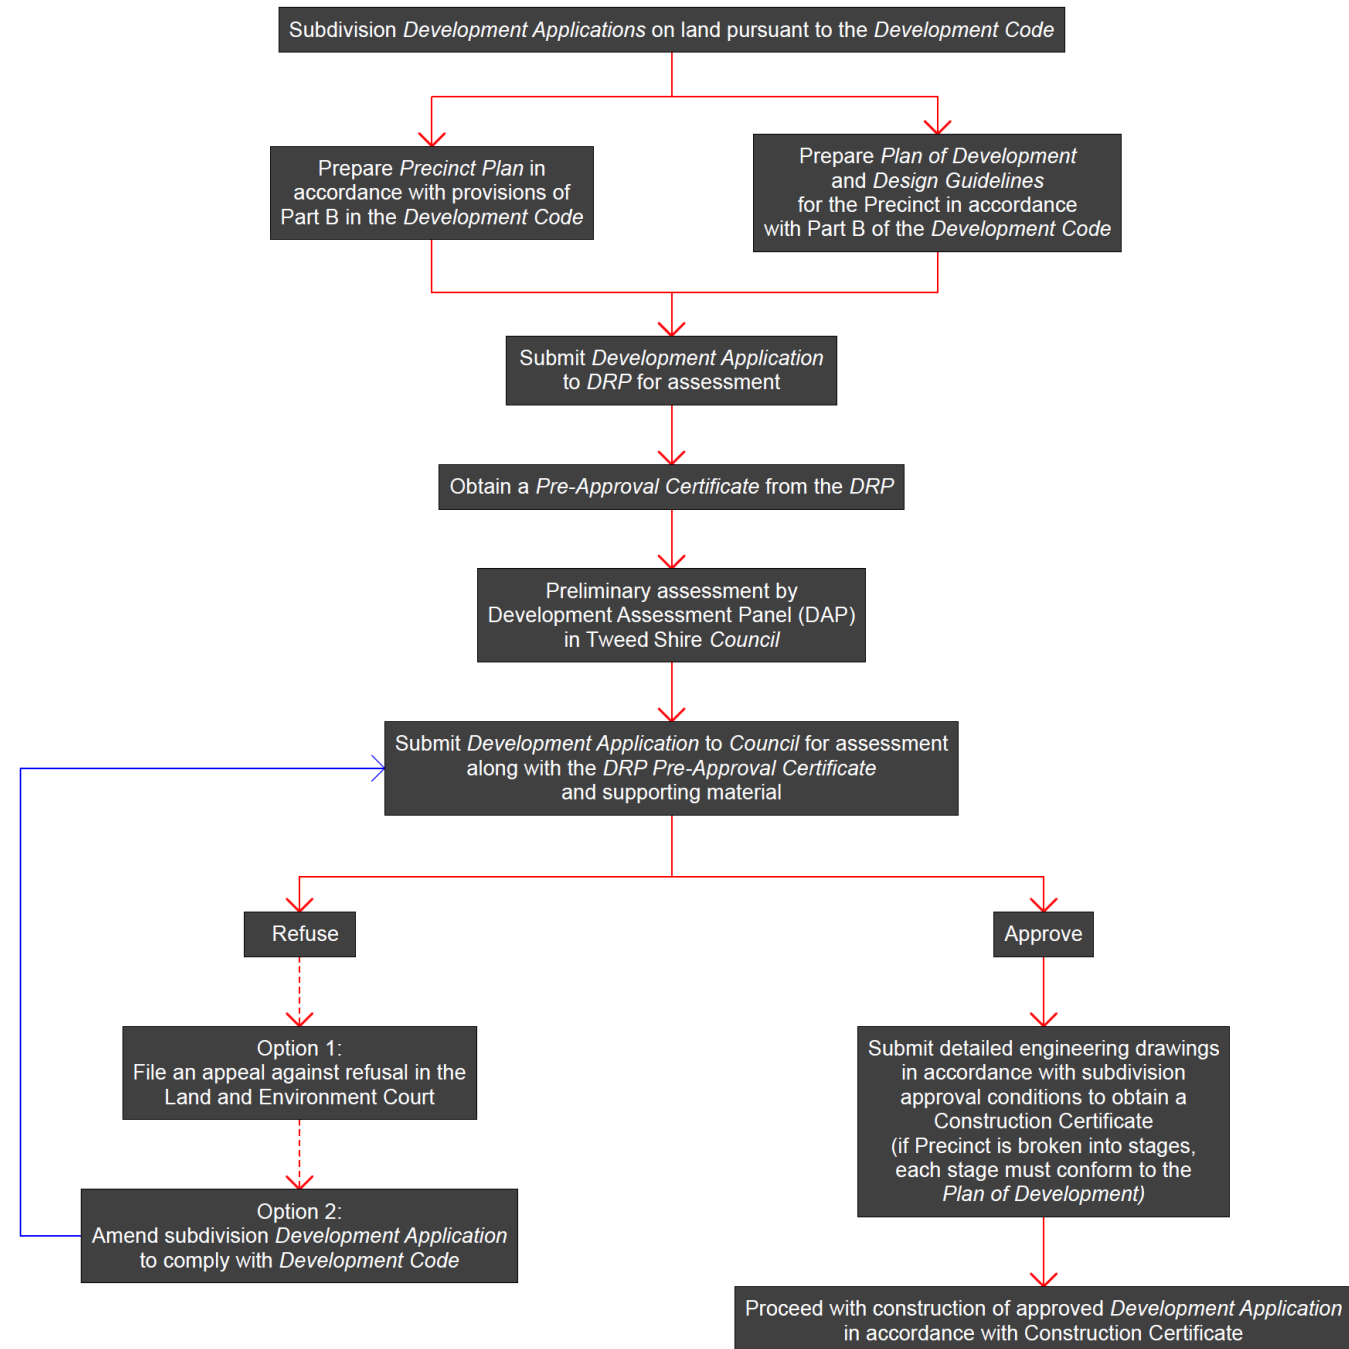 Subdivision Development Applications on land pursuant to the Development Code
Prepare Precinct Plan in
accordance with provisions of
Part B in the Development Code
Prepare Plan of Development
and Design Guidelines
for the Precinct in accordance
with Part B of the Development Code
Submit Development Application
to DRP for assessment
Obtain a Pre-Approval Certificate from the DRP
Preliminary assessment by
Development Assessment Panel (DAP)
in Tweed Shire Council
Submit Development Application to Council for assessment
along with the DRP Pre-Approval Certificate
and supporting material
Refuse
Approve
Option 1:
File an appeal against refusal in the
Land and Environment Court
Submit detailed engineering drawings
in accordance with subdivision
approval conditions to obtain a
Construction Certificate
(if Precinct is broken into stages,
each stage must conform to the
Plan of Development)
Option 2:
Amend subdivision Development Application
to comply with Development Code
Proceed with construction of approved Development Application
in accordance with Construction Certificate